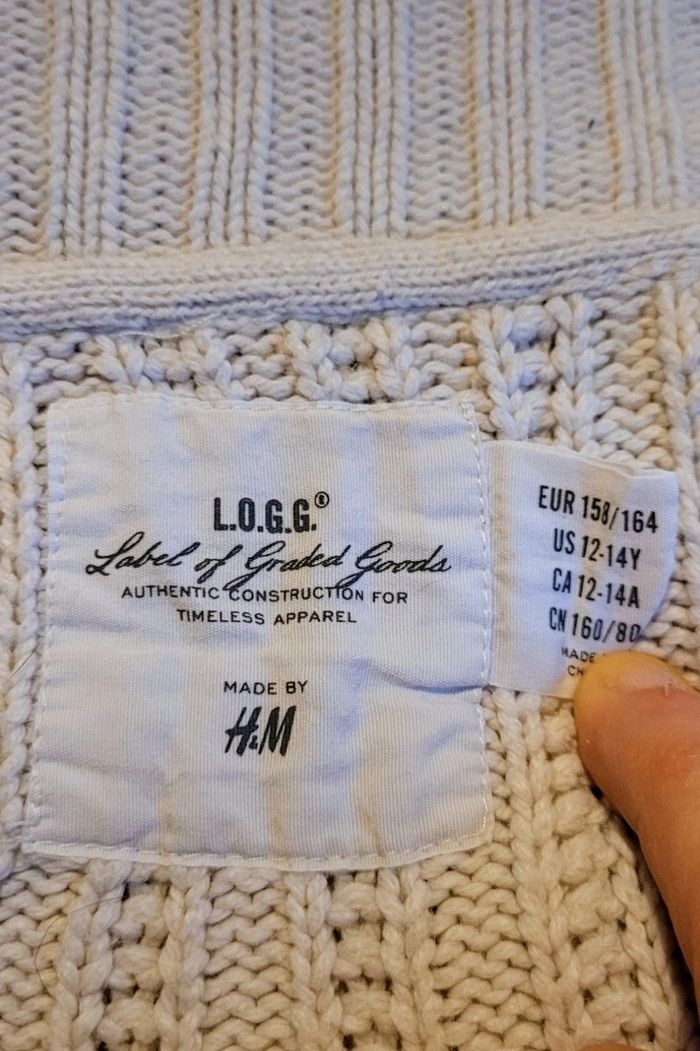 L.O.G.G.®
Label of Graded Goods
AUTHENTIC CONSTRUCTION FOR
TIMELESS APPAREL
MADE BY
H&M
EUR 158/164
US 12-14Y
CA 12-14A
CN 160/80
MADE